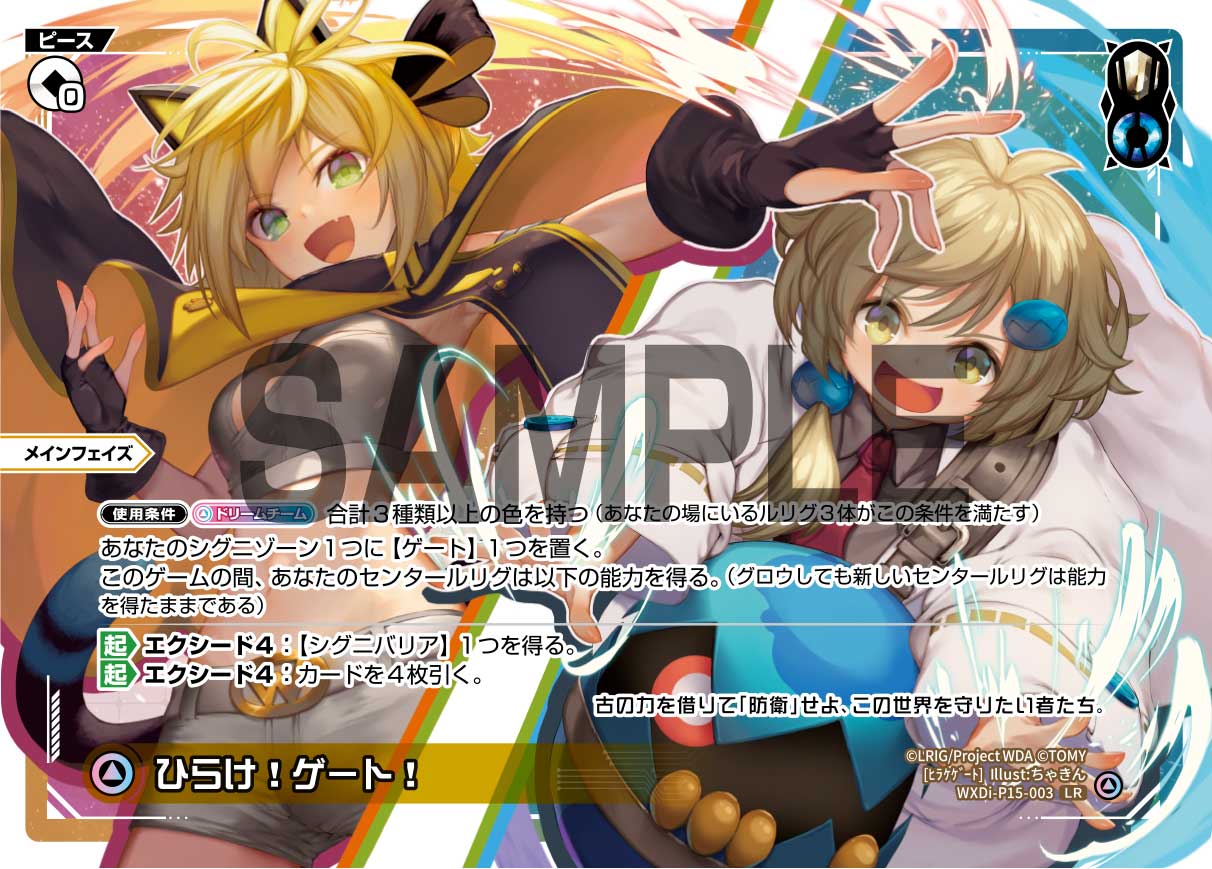 ピース
0
SAMPLE
メインフェイズ
使用条件 ドリームチーム 合計3種類以上の色を持つ（あなたの場にいるルリグ3体がこの条件を満たす）
あなたのシグニゾーン1つに【ゲート】1つを置く。
このゲームの間、あなたのセンタールリグは以下の能力を得る。（グロウしても新しいセンタールリグは能力
を得たままである）
起 エクシード4：【シグニバリア】1つを得る。
起 エクシード4：カードを4枚引く。
古の力を借りて「防衛」せよ、この世界を守りたい者たち。
ひらけ！ゲート！
©LRIG/Project WDA ©TOMY
[ﾋﾗｹｹﾞｰﾄ] Illust:ちゃきん
WXDi-P15-003 LR